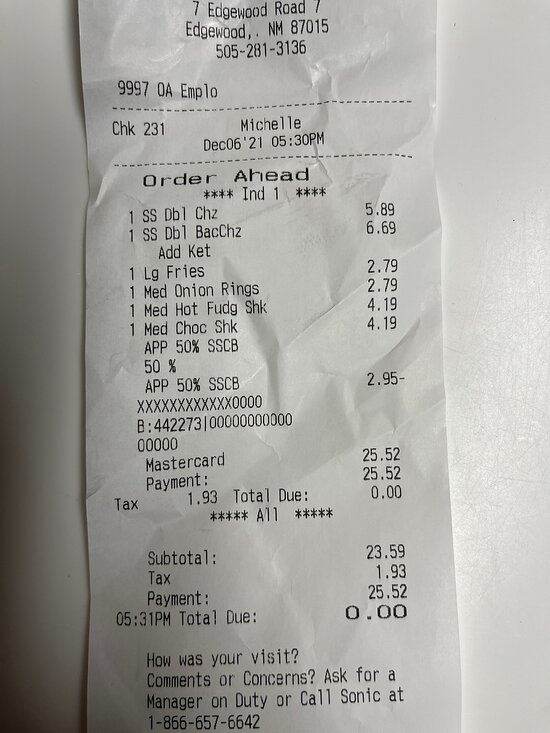 7 Edgewood Road 7
Edgewood,. NM 87015
505-281-3136
9997 OA Emplo
Chk 231 Michelle
Dec06'21 05:30PM
Order Ahead
**** Ind 1 ****
1 SS Dbl Chz 5.89
1 SS Dbl BacChz 6.69
Add Ket
1 Lg Fries 2.79
1 Med Onion Rings 2.79
1 Med Hot Fudg Shk 4.19
1 Med Choc Shk 4.19
APP 50% SSCB
50 %
APP 50% SSCB 2.95-
XXXXXXXXXXXX0000
B:442273|00000000000
00000
Mastercard 25.52
Payment: 25.52
Tax 1.93 Total Due: 0.00
***** All *****
Subtotal: 23.59
Tax 1.93
Payment: 25.52
05:31PM Total Due: 0.00
How was your visit?
Comments or Concerns? Ask for a
Manager on Duty or Call Sonic at
1-866-657-6642